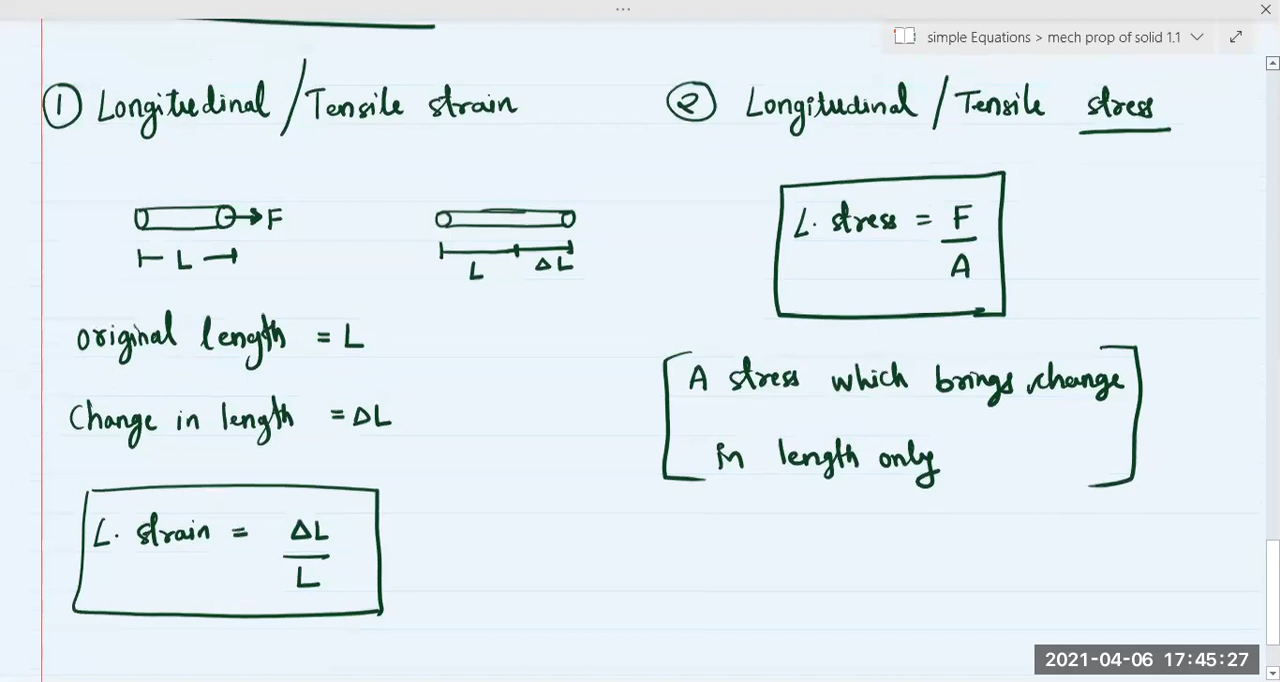 simple Equations > mech prop of solid 1.1
① Longitudinal / Tensile strain
F
L
L ΔL
original length = L
Change in length = ΔL
L. strain = ΔL
L
② Longitudinal / Tensile stress
L. stress = F
A
[A stress which brings change
in length only]
2021-04-06 17:45:27